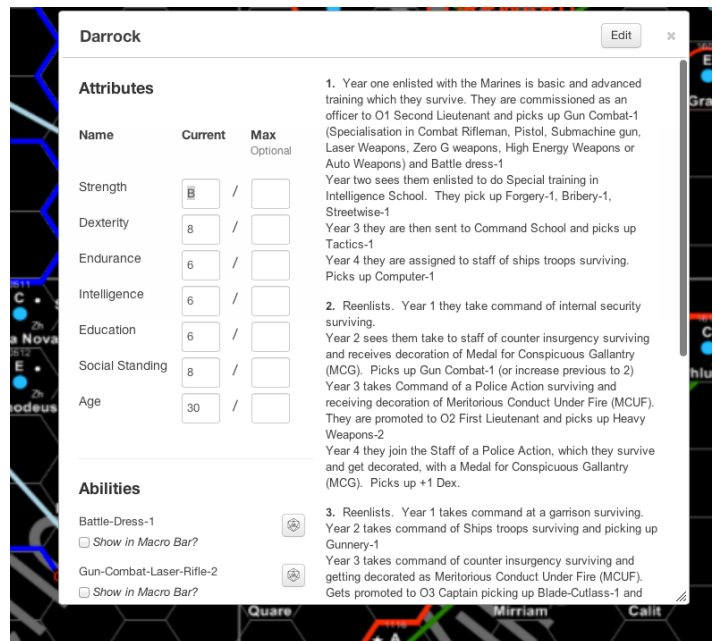 Darrock
Edit
×
Attributes
Name Current Max
Optional
Strength B /
Dexterity 8 /
Endurance 6 /
Intelligence 6 /
Education 6 /
Social Standing 8 /
Age 30 /
Abilities
Battle-Dress-1
Show in Macro Bar?
Gun-Combat-Laser-Rifle-2
Show in Macro Bar?
1. Year one enlisted with the Marines is basic and advanced
training which they survive. They are commissioned as an
officer to O1 Second Lieutenant and picks up Gun Combat-1
(Specialisation in Combat Rifleman, Pistol, Submachine gun,
Laser Weapons, Zero G weapons, High Energy Weapons or
Auto Weapons) and Battle dress-1
Year two sees them enlisted to do Special training in
Intelligence School. They pick up Forgery-1, Bribery-1,
Streetwise-1
Year 3 they are then sent to Command School and picks up
Tactics-1
Year 4 they are assigned to staff of ships troops surviving.
Picks up Computer-1
2. Reenlists. Year 1 they take command of internal security
surviving.
Year 2 sees them take to staff of counter insurgency surviving
and receives decoration of Medal for Conspicuous Gallantry
(MCG). Picks up Gun Combat-1 (or increase previous to 2)
Year 3 takes Command of a Police Action surviving and
receiving decoration of Meritorious Conduct Under Fire (MCUF).
They are promoted to O2 First Lieutenant and picks up Heavy
Weapons-2
Year 4 they join the Staff of a Police Action, which they survive
and get decorated, with a Medal for Conspicuous Gallantry
(MCG). Picks up +1 Dex.
3. Reenlists. Year 1 takes command at a garrison surviving.
Year 2 takes command of Ships troops surviving and picking up
Gunnery-1
Year 3 takes command of counter insurgency surviving and
getting decorated as Meritorious Conduct Under Fire (MCUF).
Gets promoted to O3 Captain picking up Blade-Cutlass-1 and
E
Gra
C
Zh
a Nova
2512
E
Zh
odeus
C
hlu
Quare
1116
A
Mirriam
Calit